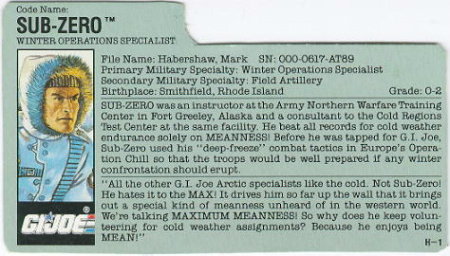 Code Name:
SUB-ZERO™
WINTER OPERATIONS SPECIALIST
File Name: Habershaw, Mark SN: 000-0617-AT89
Primary Military Specialty: Winter Operations Specialist
Secondary Military Specialty: Field Artillery
Birthplace: Smithfield, Rhode Island Grade: O-2
SUB-ZERO was an instructor at the Army Northern Warfare Training
Center in Fort Greeley, Alaska and a consultant to the Cold Regions
Test Center at the same facility. He beat all records for cold weather
endurance solely on MEANNESS! Before he was tapped for G.I. Joe,
Sub-Zero used his "deep-freeze" combat tactics in Europe's Opera-
tion Chill so that the troops would be well prepared if any winter
confrontation should erupt.
"All the other G.I. Joe Arctic specialists like the cold. Not Sub-Zero!
He hates it to the MAX! It drives him so far up the wall that it brings
out a special kind of meanness unheard of in the western world.
We're talking MAXIMUM MEANNESS! So why does he keep volun-
teering for cold weather assignments? Because he enjoys being
MEAN!"
H-1
G.I. JOE